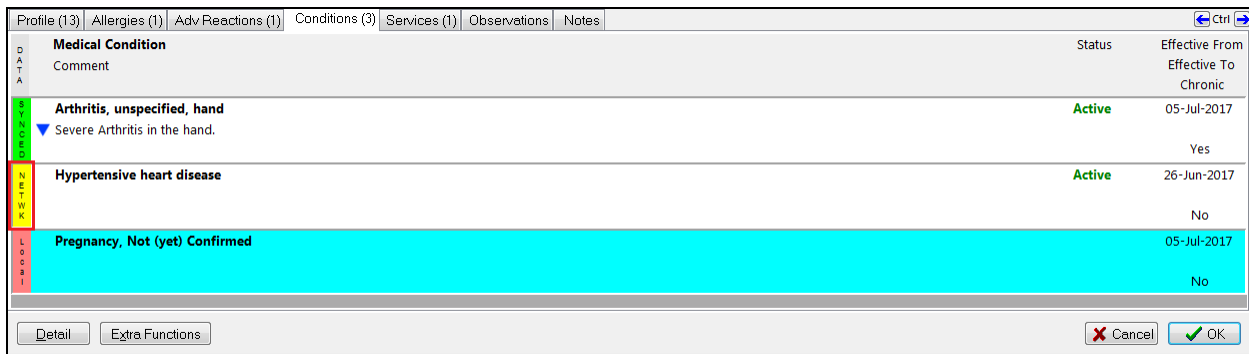 Profile (13) Allergies (1) Adv Reactions (1) Conditions (3) Services (1) Observations Notes Ctrl
DATA Medical Condition Status Effective From
Comment Effective To
Chronic
SYNCED Arthritis, unspecified, hand Active 05-Jul-2017
Severe Arthritis in the hand.
Yes
NETWK Hypertensive heart disease Active 26-Jun-2017
No
Local Pregnancy, Not (yet) Confirmed 05-Jul-2017
No
Detail Extra Functions Cancel OK